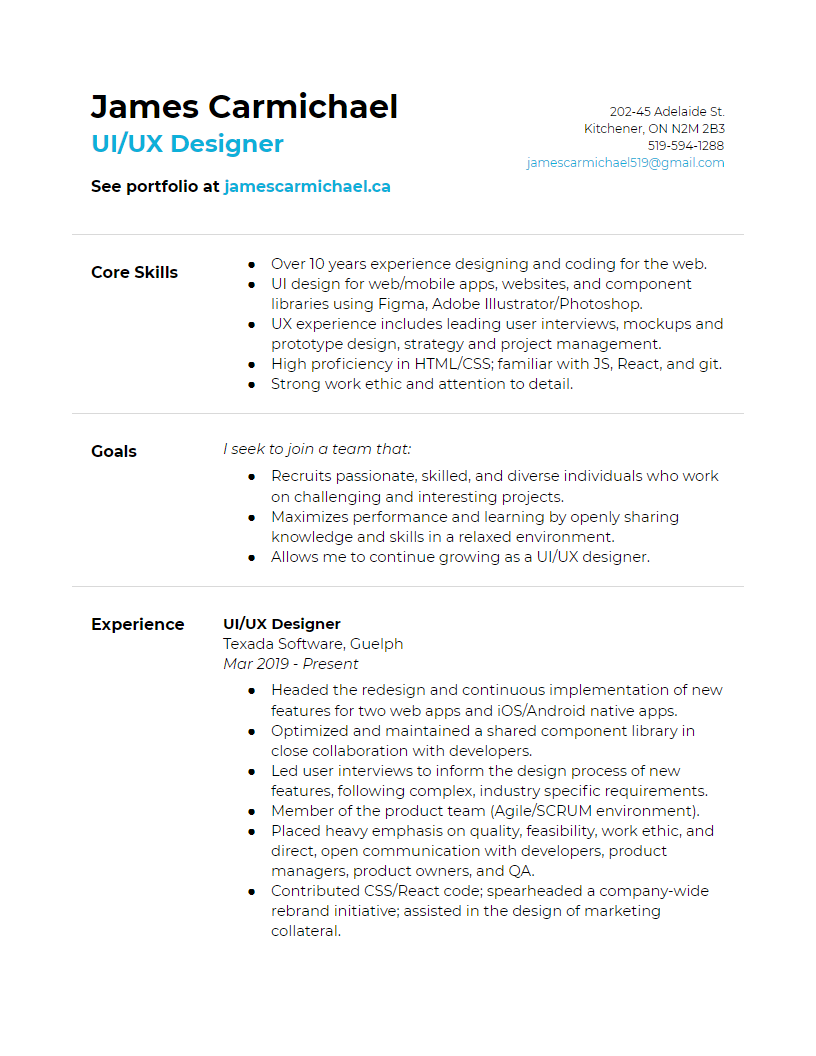 James Carmichael
UI/UX Designer
See portfolio at jamescarmichael.ca
202-45 Adelaide St.
Kitchener, ON N2M 2B3
519-594-1288
jamescarmichael519@gmail.com
Core Skills
● Over 10 years experience designing and coding for the web.
● UI design for web/mobile apps, websites, and component
libraries using Figma, Adobe Illustrator/Photoshop.
● UX experience includes leading user interviews, mockups and
prototype design, strategy and project management.
● High proficiency in HTML/CSS; familiar with JS, React, and git.
● Strong work ethic and attention to detail.
Goals
I seek to join a team that:
● Recruits passionate, skilled, and diverse individuals who work
on challenging and interesting projects.
● Maximizes performance and learning by openly sharing
knowledge and skills in a relaxed environment.
● Allows me to continue growing as a UI/UX designer.
Experience
UI/UX Designer
Texada Software, Guelph
Mar 2019 - Present
● Headed the redesign and continuous implementation of new
features for two web apps and iOS/Android native apps.
● Optimized and maintained a shared component library in
close collaboration with developers.
● Led user interviews to inform the design process of new
features, following complex, industry specific requirements.
● Member of the product team (Agile/SCRUM environment).
● Placed heavy emphasis on quality, feasibility, work ethic, and
direct, open communication with developers, product
managers, product owners, and QA.
● Contributed CSS/React code; spearheaded a company-wide
rebrand initiative; assisted in the design of marketing
collateral.